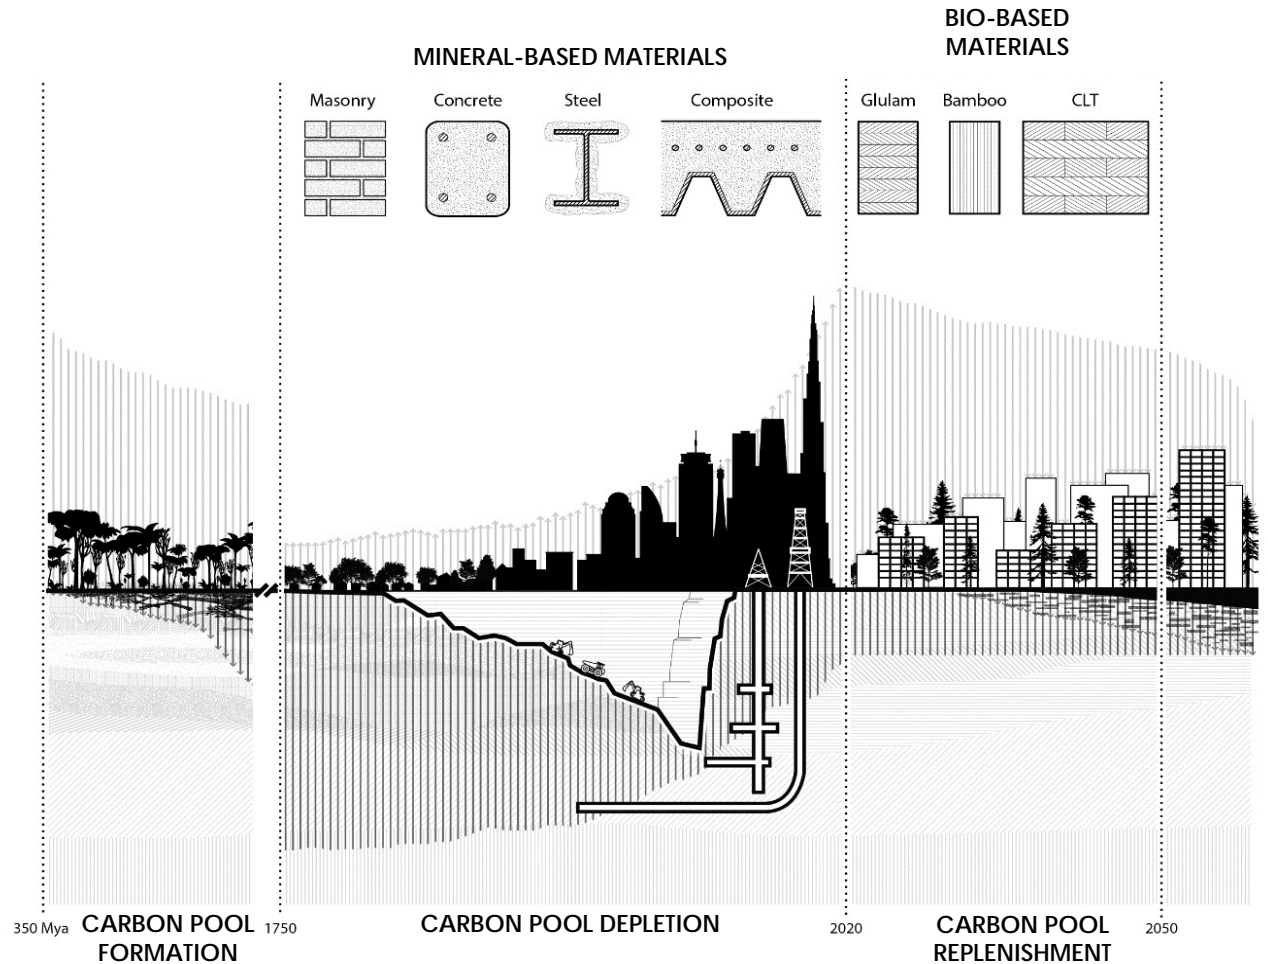 BIO-BASED
MATERIALS
MINERAL-BASED MATERIALS
Masonry
Concrete
Steel
Composite
Glulam
Bamboo
CLT
350 Mya
CARBON POOL
FORMATION
1750
CARBON POOL DEPLETION
2020
CARBON POOL
REPLENISHMENT
2050